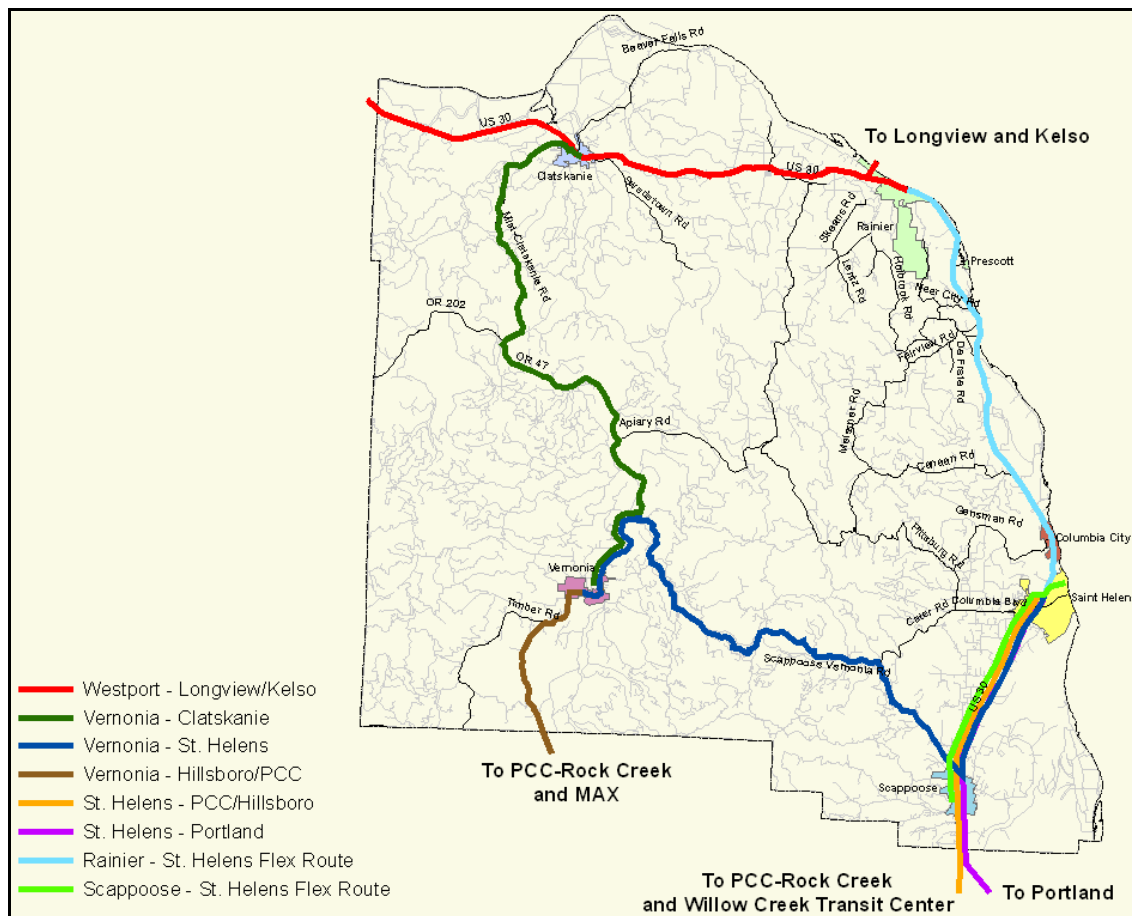 Beaver Falls Rd
US 30
To Longview and Kelso
Clatskanie
US 30
Swedetown Rd
Skeans Rd
Rainier
Mist-Clatskanie Rd
Lentz Rd
Holbrook Rd
Prescott
Neer City Rd
OR 202
Fairview Rd
OR 47
Apiary Rd
Meissner Rd
Canaan Rd
Gensman Rd
Pittsburg Rd
Columbia City
Vernonia
Timber Rd
Cater Rd
Columbia Blvd
Saint Helen
Scappoose Vernonia Rd
US 30
Westport - Longview/Kelso
Vernonia - Clatskanie
Vernonia - St. Helens
Vernonia - Hillsboro/PCC
St. Helens - PCC/Hillsboro
St. Helens - Portland
Rainier - St. Helens Flex Route
Scappoose - St. Helens Flex Route
To PCC-Rock Creek
and MAX
Scappoose
To PCC-Rock Creek
and Willow Creek Transit Center
To Portland